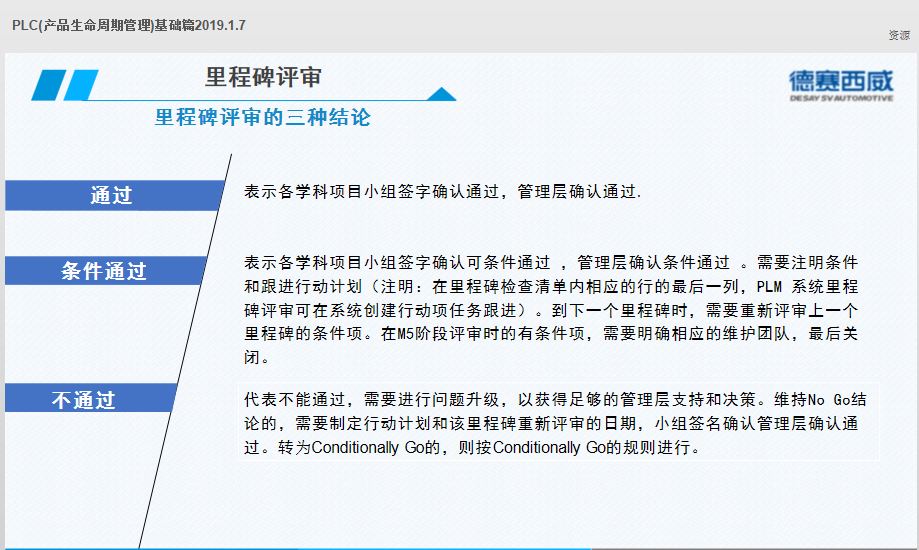 PLC(产品生命周期管理)基础篇2019.1.7
资源
里程碑评审
德赛西威
DESAY SV AUTOMOTIVE
里程碑评审的三种结论
通过
表示各学科项目小组签字确认通过，管理层确认通过.
条件通过
表示各学科项目小组签字确认可条件通过 ，管理层确认条件通过 。需要注明条件
和跟进行动计划（注明：在里程碑检查清单内相应的行的最后一列，PLM 系统里程
碑评审可在系统创建行动项任务跟进）。到下一个里程碑时，需要重新评审上一个
里程碑的条件项。在M5阶段评审时的有条件项，需要明确相应的维护团队，最后关
闭。
不通过
代表不能通过，需要进行问题升级，以获得足够的管理层支持和决策。维持No Go结
论的，需要制定行动计划和该里程碑重新评审的日期，小组签名确认管理层确认通
过。转为Conditionally Go的，则按Conditionally Go的规则进行。